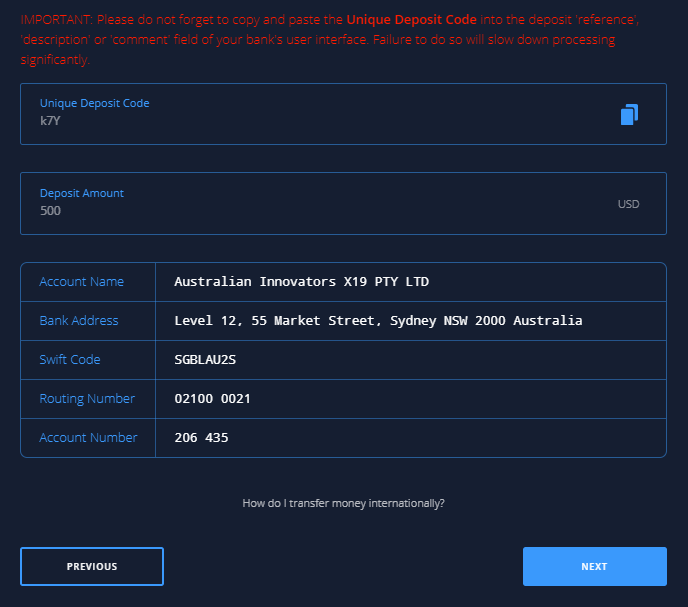 IMPORTANT: Please do not forget to copy and paste the Unique Deposit Code into the deposit 'reference',
'description' or 'comment' field of your bank's user interface. Failure to do so will slow down processing
significantly.
Unique Deposit Code
k7Y
Deposit Amount
500
USD
Account Name Australian Innovators X19 PTY LTD
Bank Address Level 12, 55 Market Street, Sydney NSW 2000 Australia
Swift Code SGBLAU2S
Routing Number 02100 0021
Account Number 206 435
How do I transfer money internationally?
PREVIOUS
NEXT